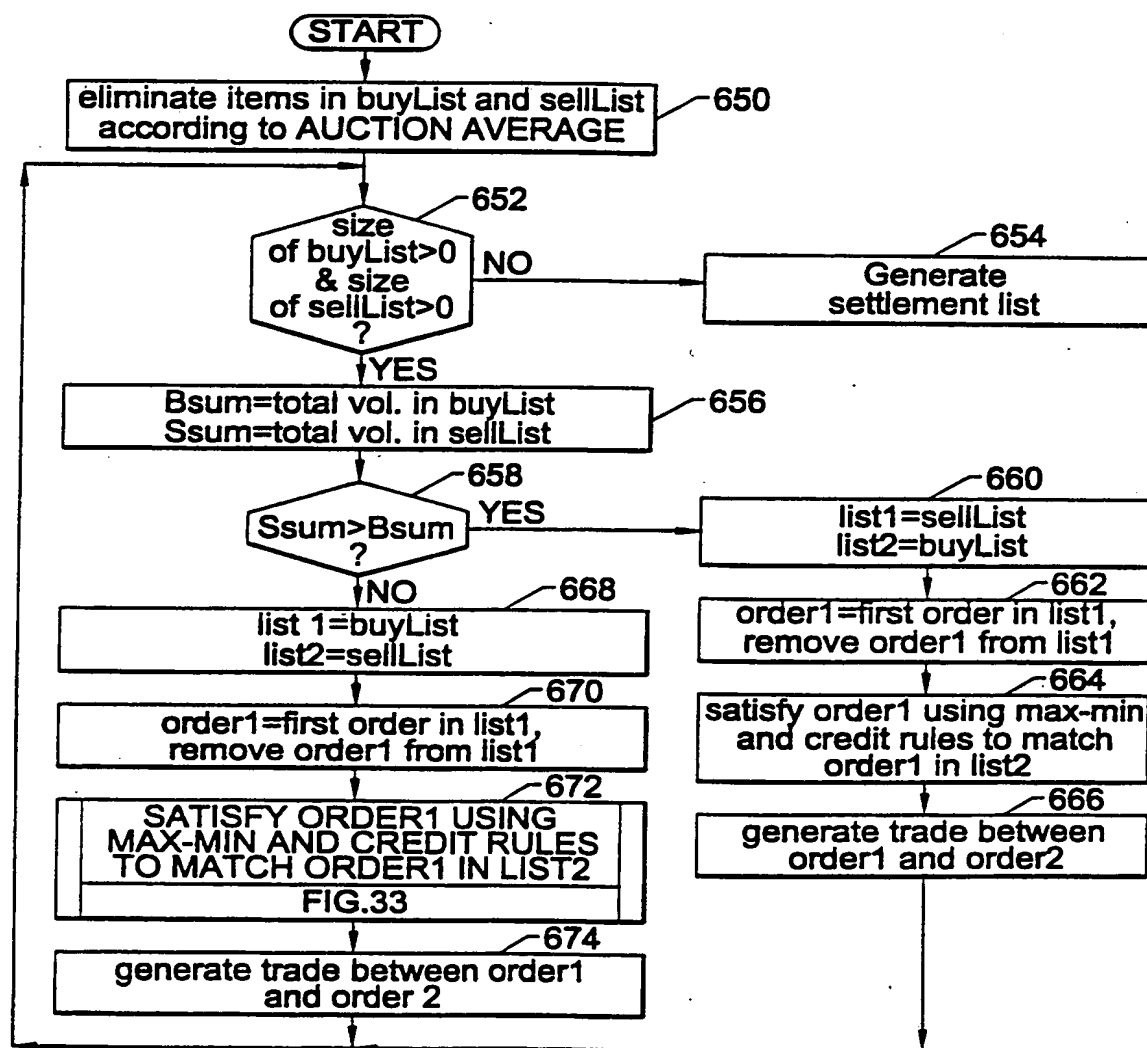 START
eliminate items in buyList and sellList
according to AUCTION AVERAGE
650
652
size
of buyList>0
& size
of sellList>0
?
NO
654
Generate
settlement list
YES
Bsum=total vol. in buyList
Ssum=total vol. in sellList
656
658
Ssum>Bsum
?
YES
660
list1=sellList
list2=buyList
NO
668
list 1=buyList
list2=sellList
662
order1=first order in list1,
remove order1 from list1
670
order1=first order in list1,
remove order1 from list1
664
satisfy order1 using max-min
and credit rules to match
order1 in list2
672
SATISFY ORDER1 USING
MAX-MIN AND CREDIT RULES
TO MATCH ORDER1 IN LIST2
FIG.33
666
generate trade between
order1 and order2
674
generate trade between order1
and order 2